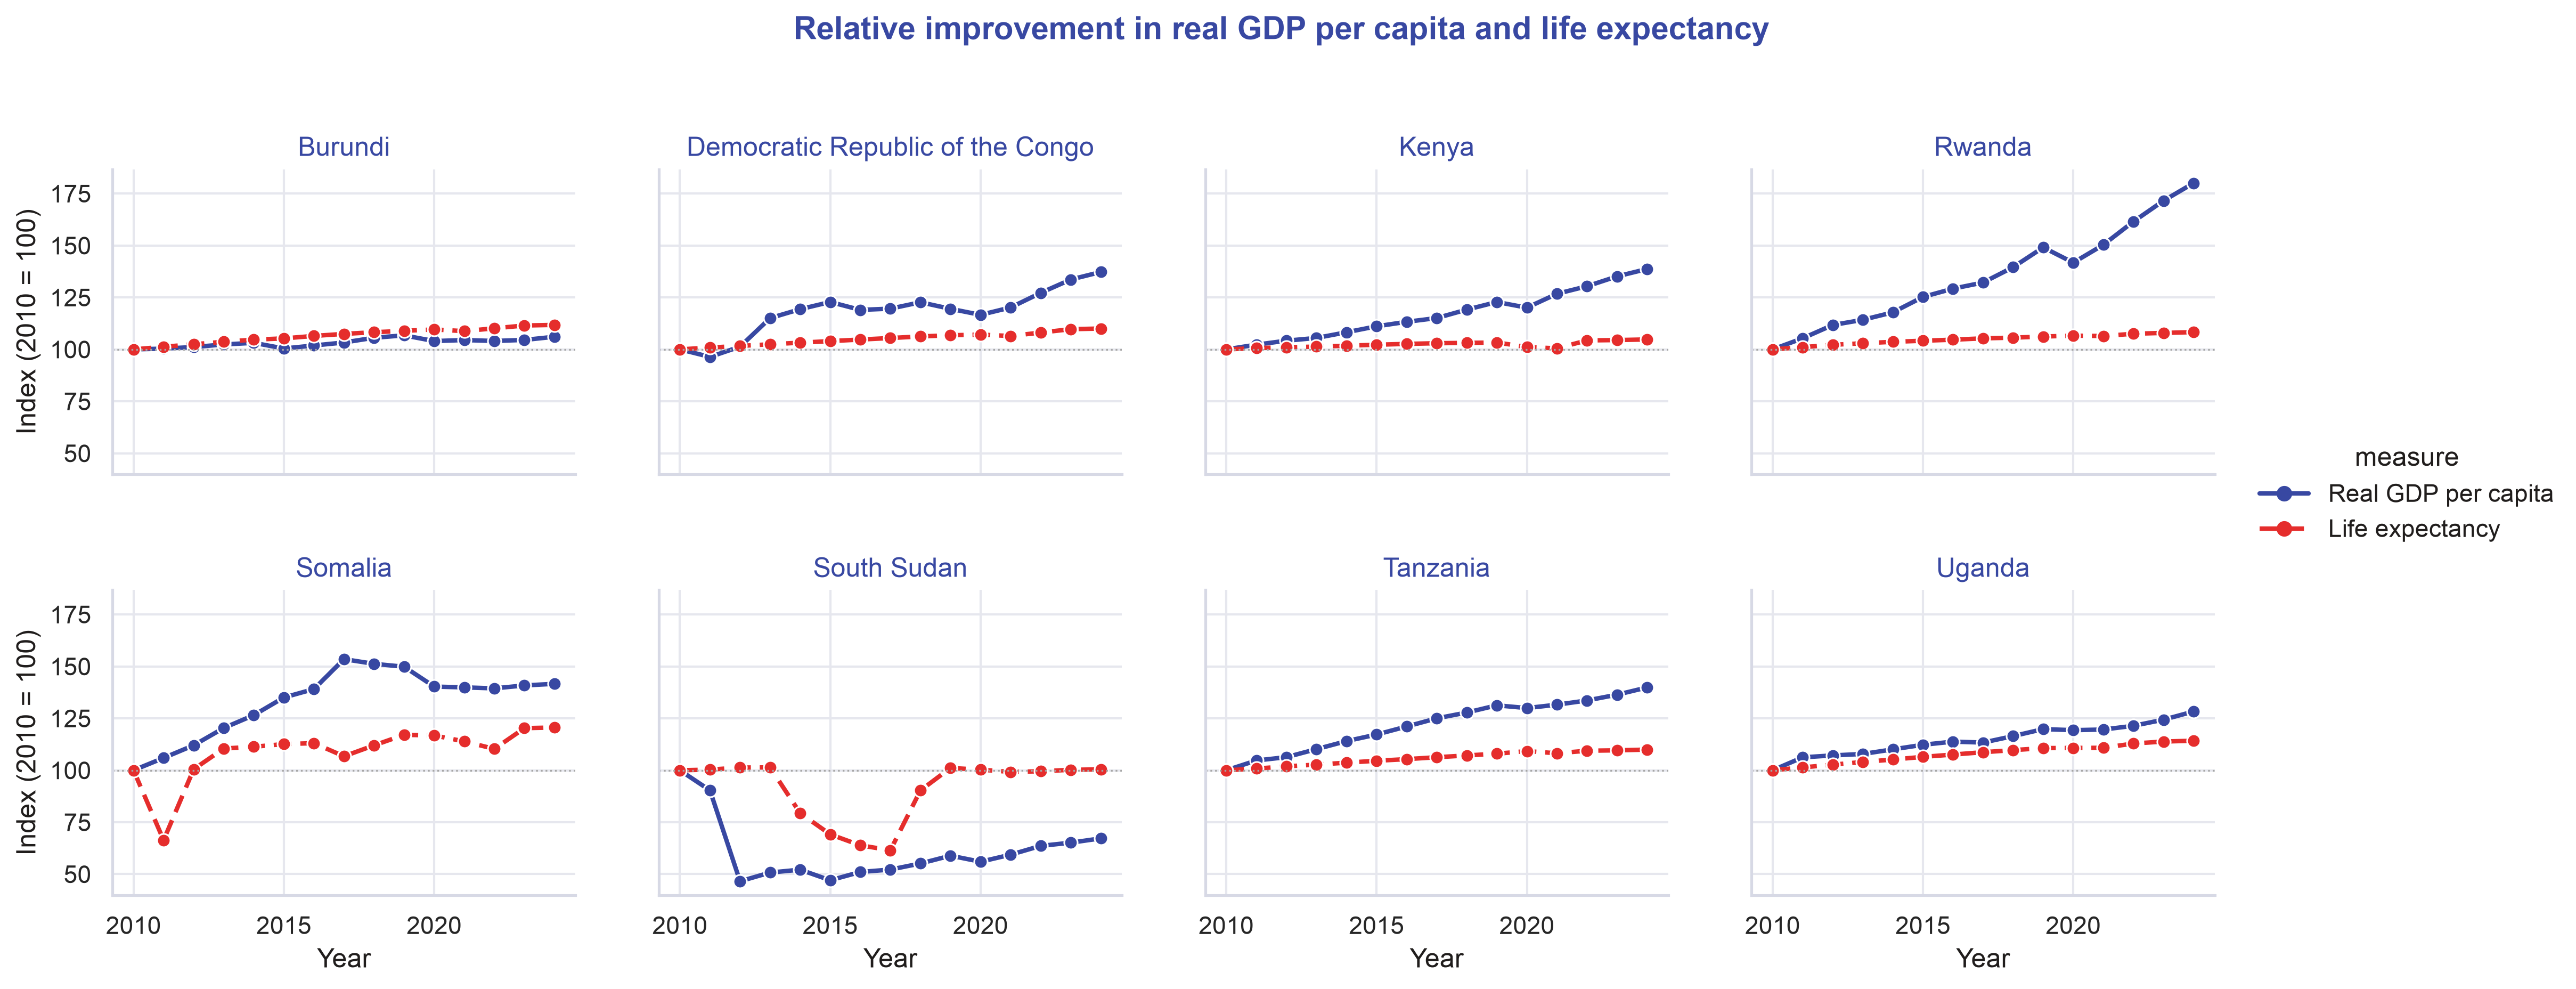 Relative improvement in real GDP per capita and life expectancy
Burundi
Democratic Republic of the Congo
Kenya
Rwanda
Index (2010 = 100)
175
150
125
100
75
50
measure
Real GDP per capita
Life expectancy
Somalia
South Sudan
Tanzania
Uganda
Index (2010 = 100)
175
150
125
100
75
50
2010 2015 2020
2010 2015 2020
2010 2015 2020
2010 2015 2020
Year
Year
Year
Year